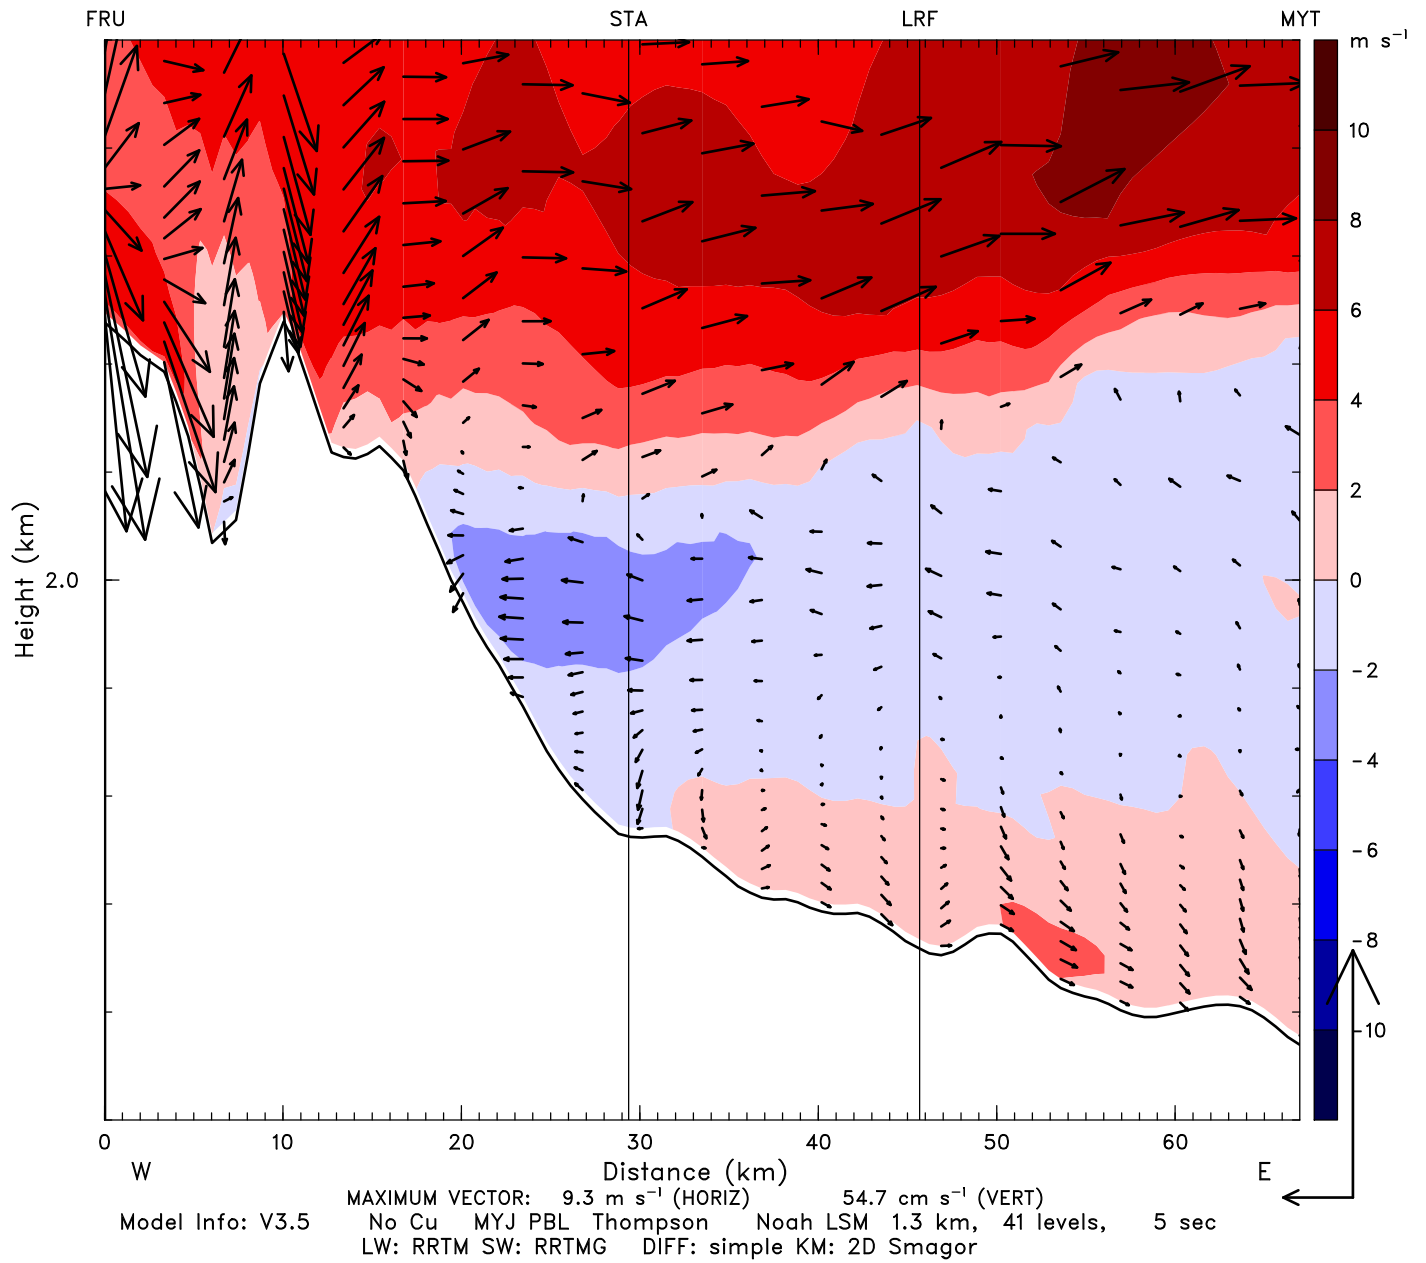 FRU STA LRF MYT
m s⁻¹
10
8
6
4
2
0
-2
-4
-6
-8
-10
Height (km)
2.0
0 10 20 30 40 50 60
W Distance (km) E
MAXIMUM VECTOR: 9.3 m s⁻¹ (HORIZ) 54.7 cm s⁻¹ (VERT)
Model Info: V3.5 No Cu MYJ PBL Thompson Noah LSM 1.3 km, 41 levels, 5 sec
LW: RRTM SW: RRTMG DIFF: simple KM: 2D Smagor